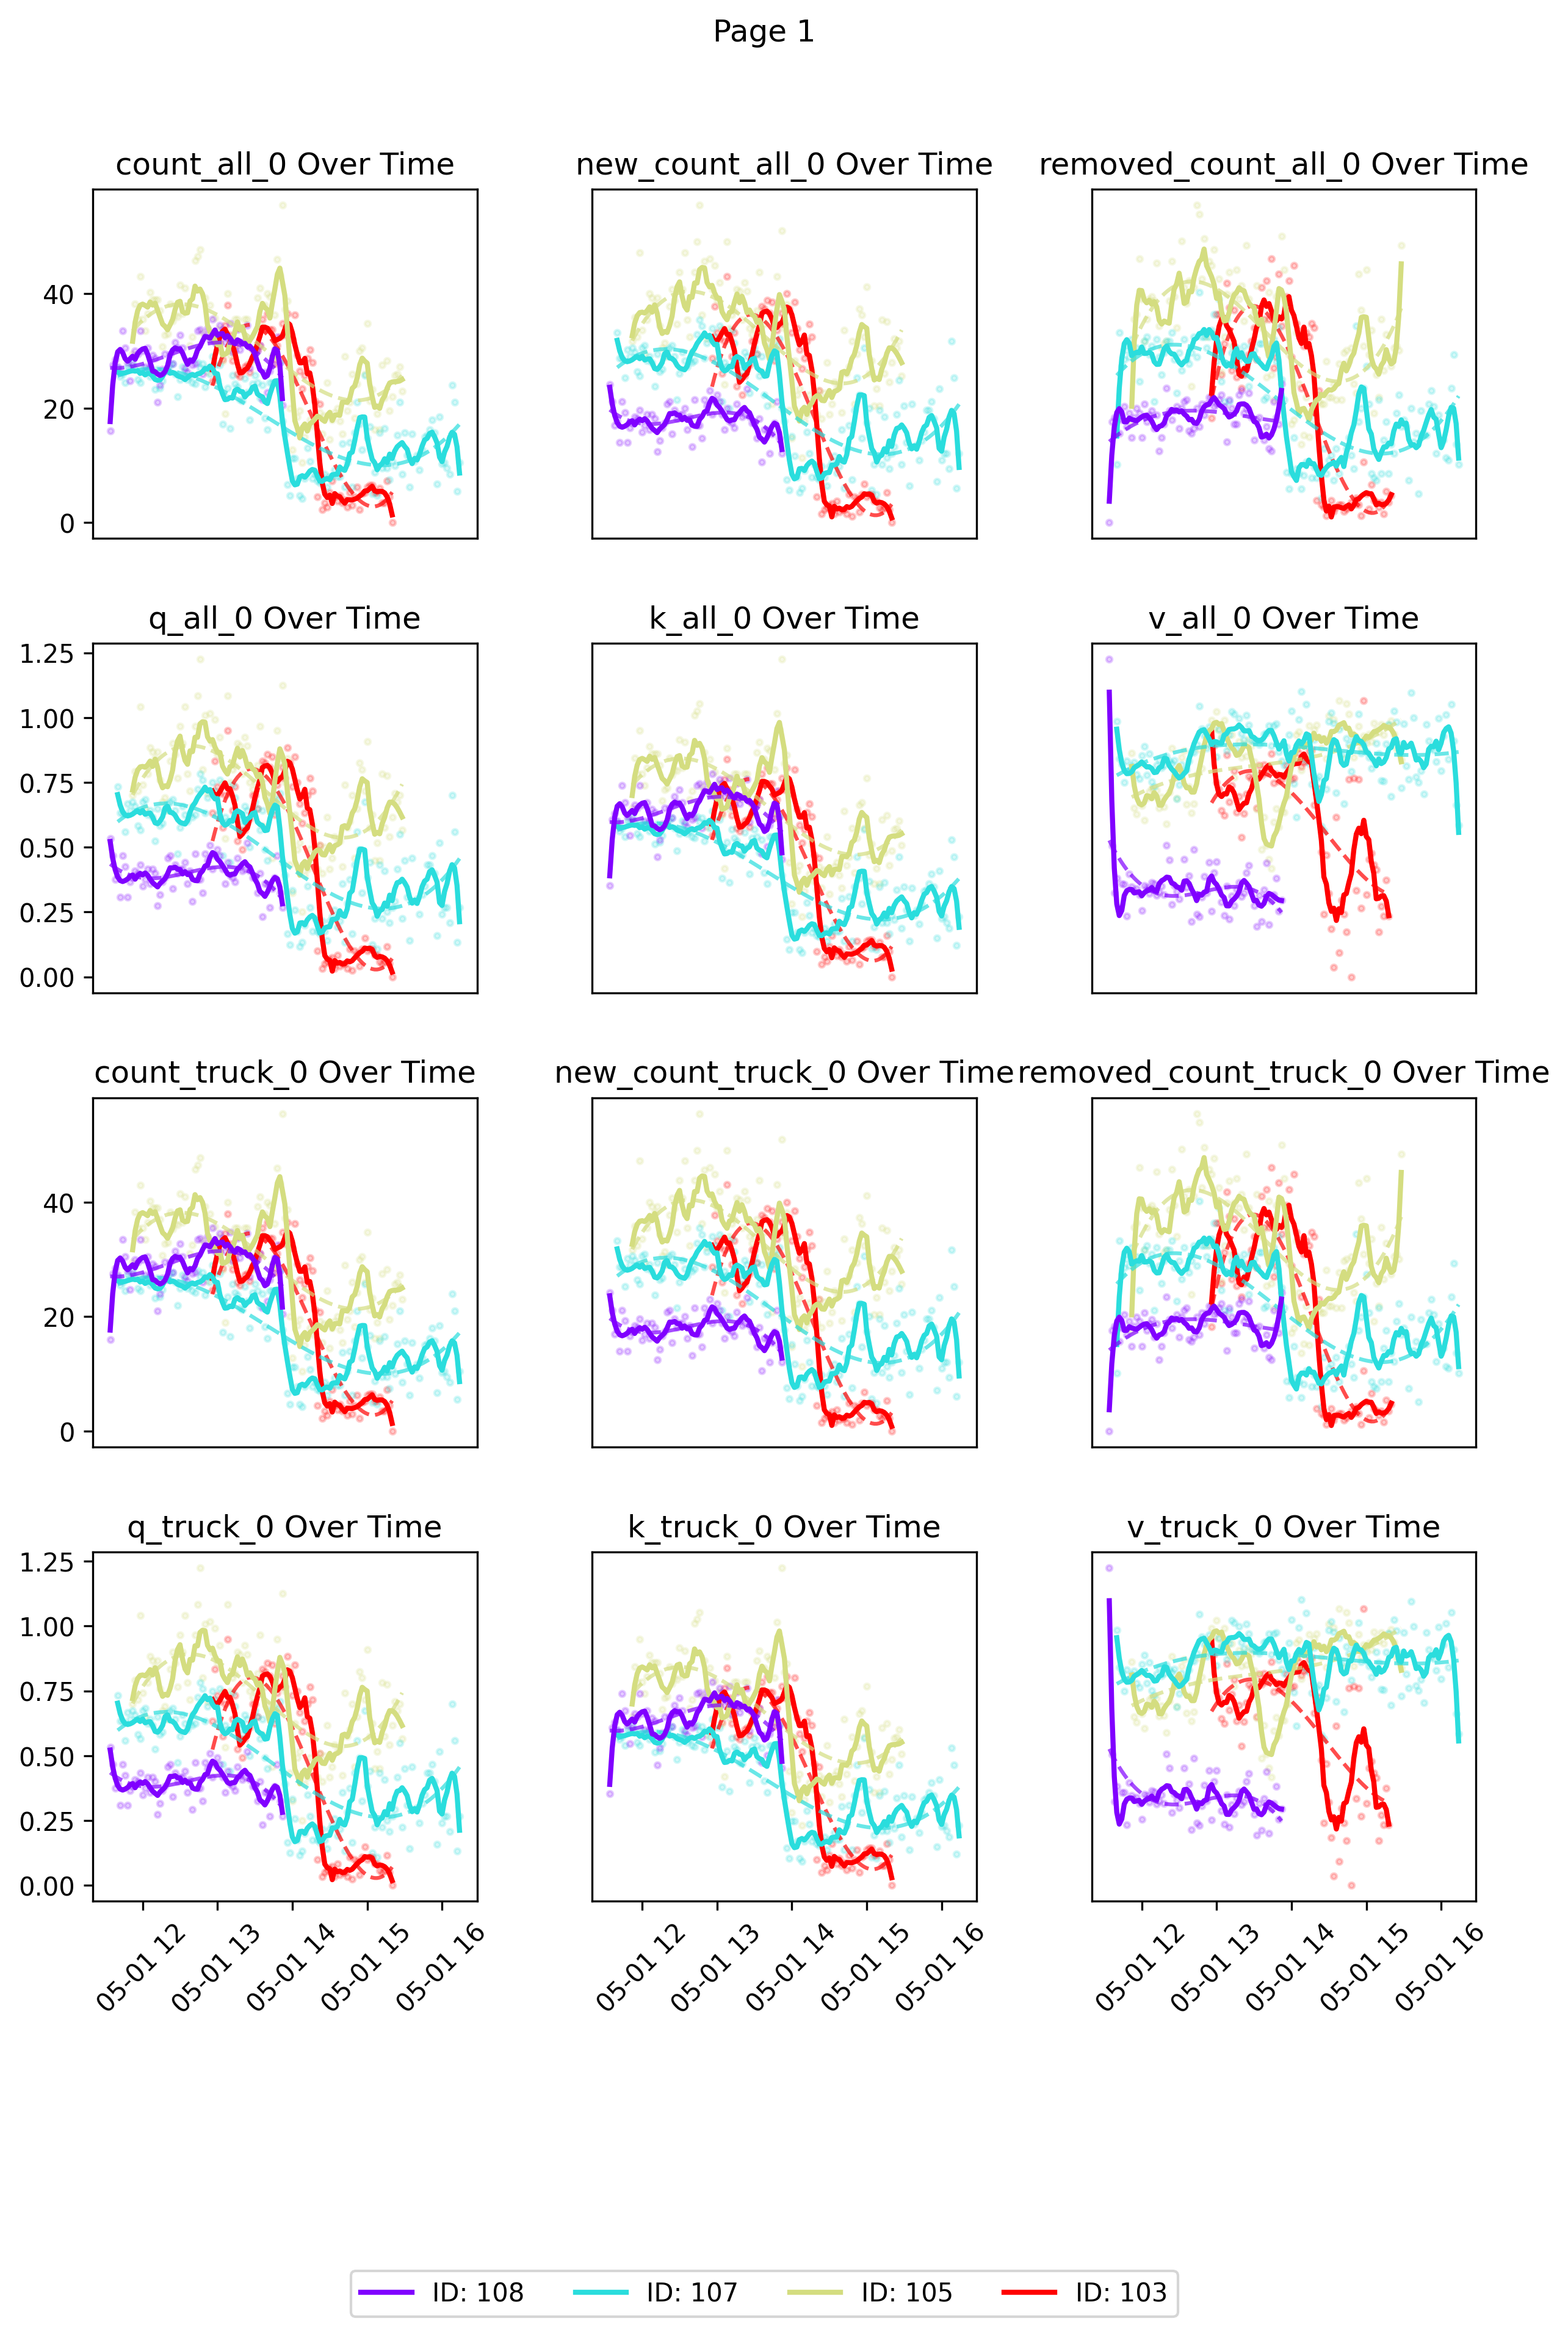 Page 1
count_all_0 Over Time
new_count_all_0 Over Time
removed_count_all_0 Over Time
40
20
0
q_all_0 Over Time
k_all_0 Over Time
v_all_0 Over Time
1.25
1.00
0.75
0.50
0.25
0.00
count_truck_0 Over Time
new_count_truck_0 Over Time
removed_count_truck_0 Over Time
40
20
0
q_truck_0 Over Time
k_truck_0 Over Time
v_truck_0 Over Time
1.25
1.00
0.75
0.50
0.25
0.00
05-01 12
05-01 13
05-01 14
05-01 15
05-01 16
05-01 12
05-01 13
05-01 14
05-01 15
05-01 16
05-01 12
05-01 13
05-01 14
05-01 15
05-01 16
ID: 108
ID: 107
ID: 105
ID: 103